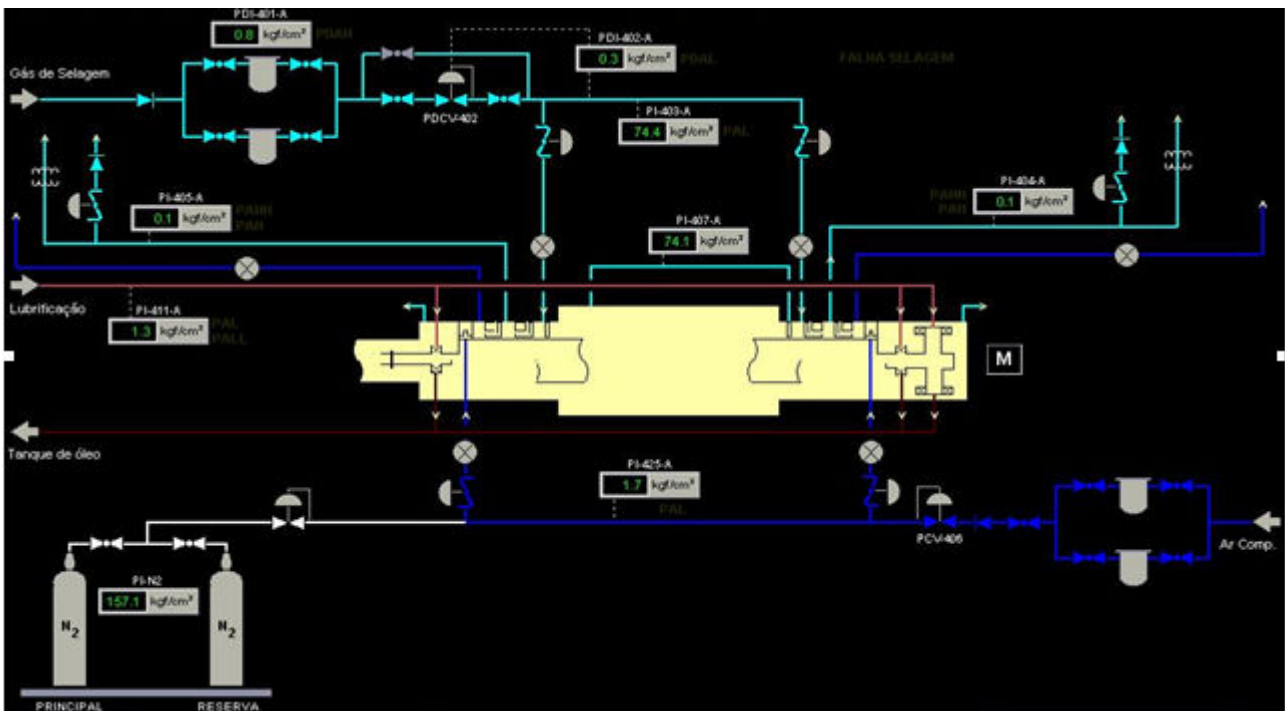 PDI-401-A
0.8 kgf/cm² PDAH
PDI-402-A
0.3 kgf/cm² PDAL
FALHA SELAGEM
Gás de Selagem
PDCV-402
PI-403-A
74.4 kgf/cm² PAL
PI-405-A
0.1 kgf/cm² PAHH
PAH
PI-404-A
PAHH
PAH 0.1 kgf/cm²
PI-407-A
74.1 kgf/cm²
Lubrificação
PI-411-A
1.3 kgf/cm² PAL
PALL
M
Tanque de óleo
PI-425-A
1.7 kgf/cm²
PAL
PCV-406
Ar Comp.
PI-N2
157.1 kgf/cm²
N2
N2
PRINCIPAL
RESERVA